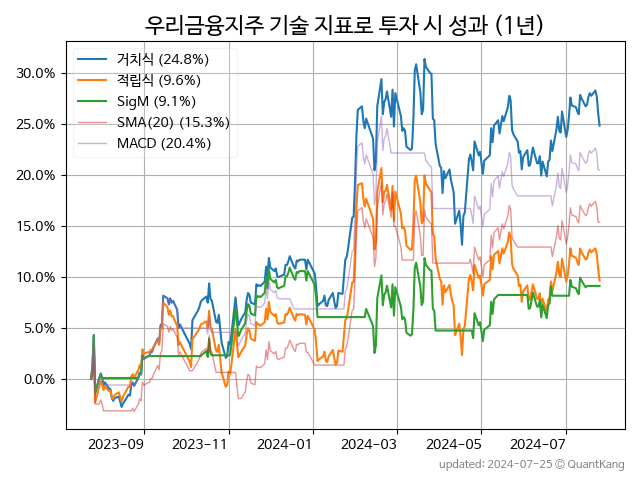 우리금융지주 기술 지표로 투자 시 성과 (1년)
거치식 (24.8%)
적립식 (9.6%)
SigM (9.1%)
SMA(20) (15.3%)
MACD (20.4%)
30.0%
25.0%
20.0%
15.0%
10.0%
5.0%
0.0%
2023-09 2023-11 2024-01 2024-03 2024-05 2024-07
updated: 2024-07-25 © QuantKang